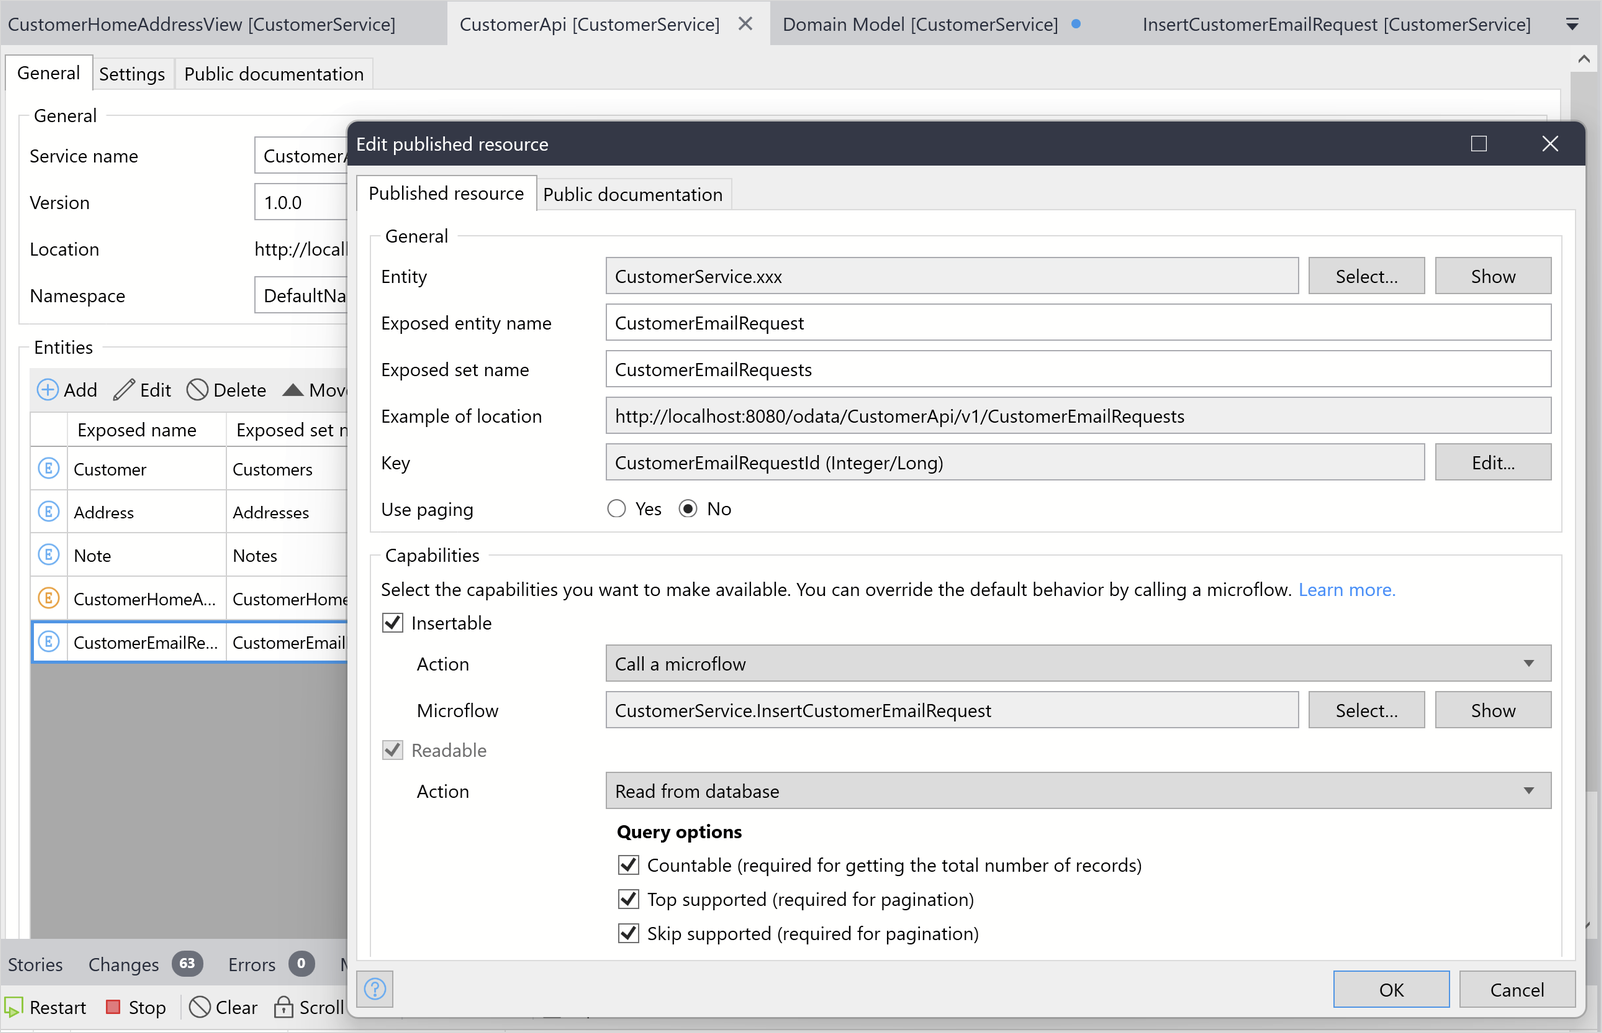 CustomerHomeAddressView [CustomerService]
CustomerApi [CustomerService]
Domain Model [CustomerService]
InsertCustomerEmailRequest [CustomerService]
General
Settings
Public documentation
General
Service name
Version
1.0.0
Location
Namespace
Entities
Add
Edit
Delete
Exposed name
Exposed set
Customer
Customers
Address
Addresses
Note
Notes
CustomerHomeA...
CustomerHome
CustomerEmailRe...
CustomerEmail
Stories
Changes
63
Errors
0
Restart
Stop
Clear
Scroll
Edit published resource
Published resource
Public documentation
General
Entity
CustomerService.xxx
Select...
Show
Exposed entity name
CustomerEmailRequest
Exposed set name
CustomerEmailRequests
Example of location
http://localhost:8080/odata/CustomerApi/v1/CustomerEmailRequests
Key
CustomerEmailRequestId (Integer/Long)
Edit...
Use paging
Yes
No
Capabilities
Select the capabilities you want to make available. You can override the default behavior by calling a microflow. Learn more.
Insertable
Action
Call a microflow
Microflow
CustomerService.InsertCustomerEmailRequest
Select...
Show
Readable
Action
Read from database
Query options
Countable (required for getting the total number of records)
Top supported (required for pagination)
Skip supported (required for pagination)
OK
Cancel